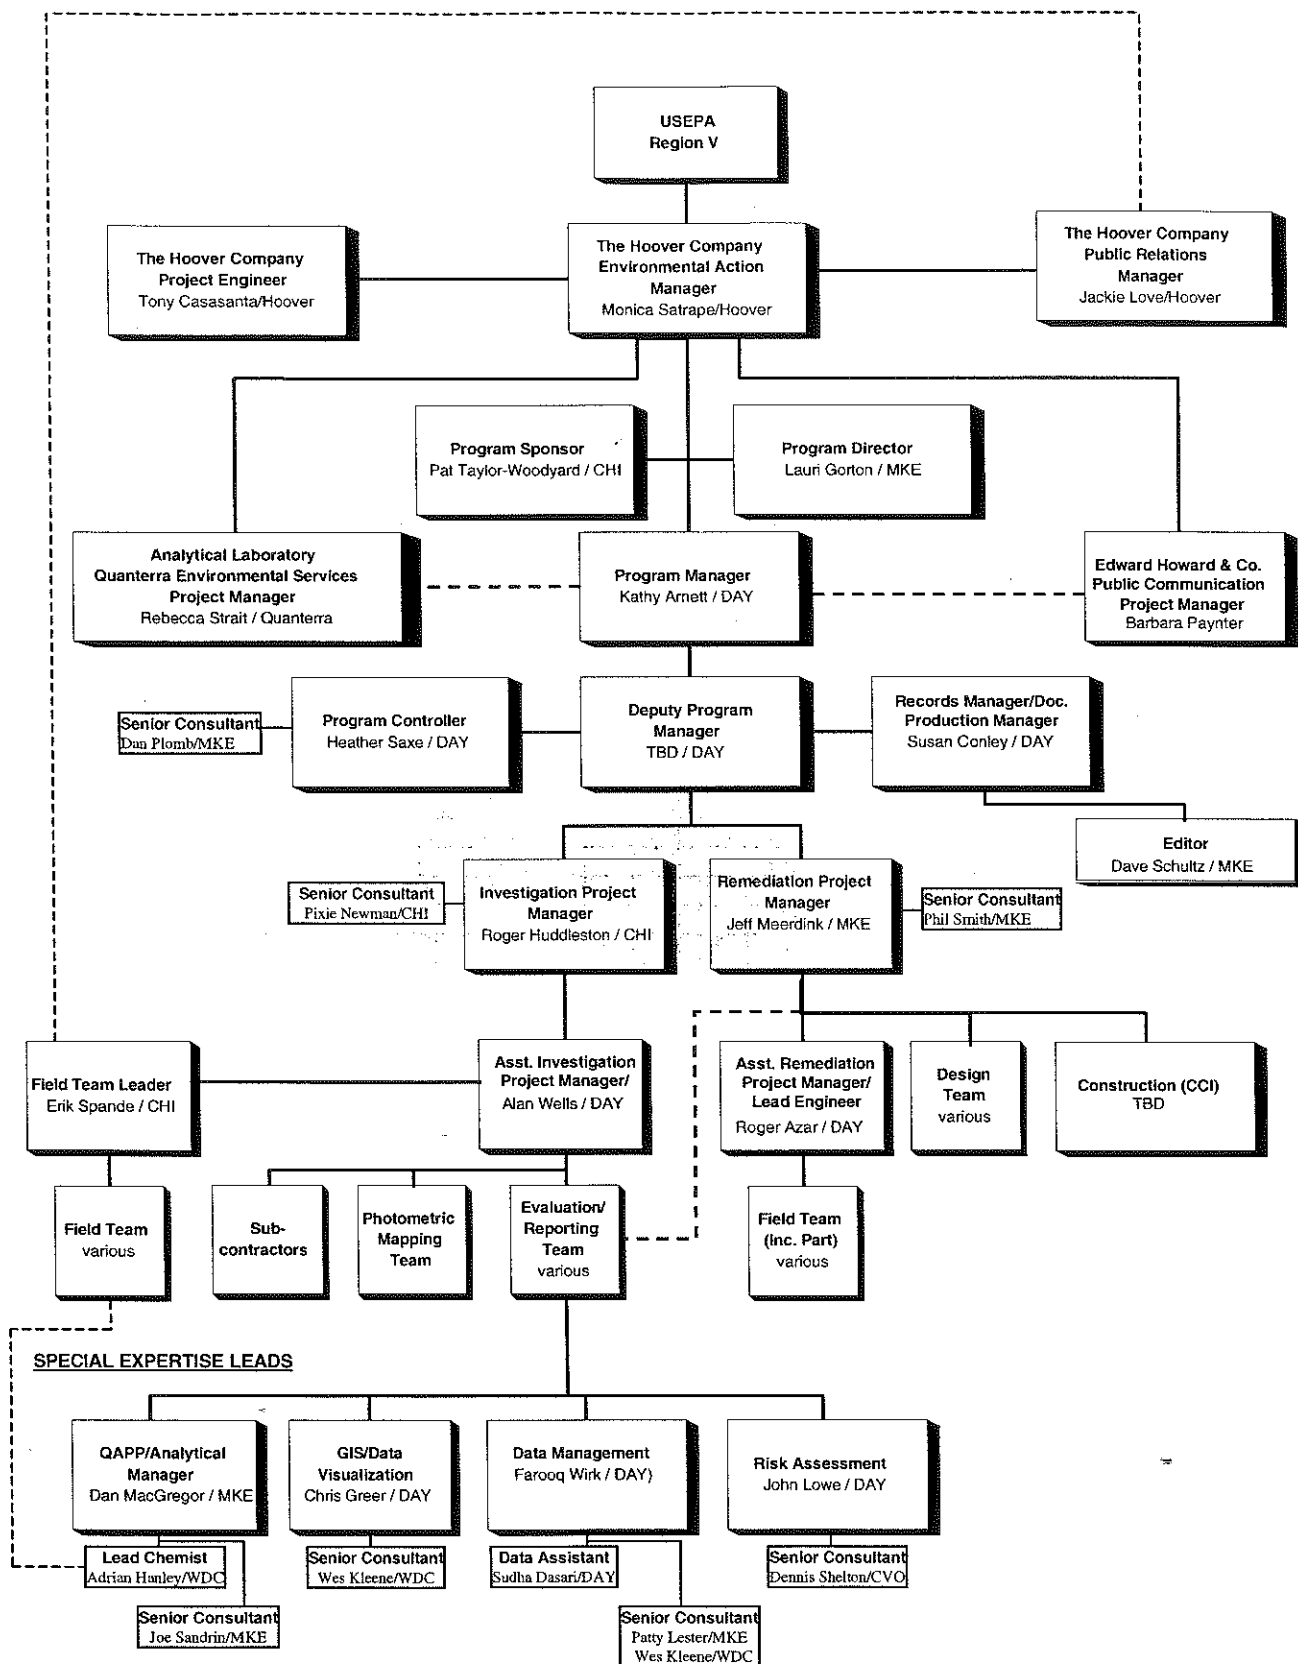 USEPA
Region V
The Hoover Company
Project Engineer
Tony Casasanta/Hoover
The Hoover Company
Environmental Action
Manager
Monica Satrape/Hoover
The Hoover Company
Public Relations
Manager
Jackie Love/Hoover
Program Sponsor
Pat Taylor-Woodyard / CHI
Program Director
Lauri Gorton / MKE
Analytical Laboratory
Quanterra Environmental Services
Project Manager
Rebecca Strait / Quanterra
Program Manager
Kathy Arnett / DAY
Edward Howard & Co.
Public Communication
Project Manager
Barbara Paynter
Senior Consultant
Dan Plomb/MKE
Program Controller
Heather Saxe / DAY
Deputy Program
Manager
TBD / DAY
Records Manager/Doc.
Production Manager
Susan Conley / DAY
Editor
Dave Schultz / MKE
Senior Consultant
Pixie Newman/CHI
Investigation Project
Manager
Roger Huddleston / CHI
Remediation Project
Manager
Jeff Meerdink / MKE
Senior Consultant
Phil Smith/MKE
Field Team Leader
Erik Spande / CHI
Asst. Investigation
Project Manager/
Alan Wells / DAY
Asst. Remediation
Project Manager/
Lead Engineer
Roger Azar / DAY
Design
Team
various
Construction (CCI)
TBD
Field Team
various
Sub-
contractors
Photometric
Mapping
Team
Evaluation/
Reporting
Team
various
Field Team
(Inc. Part)
various
SPECIAL EXPERTISE LEADS
QAPP/Analytical
Manager
Dan MacGregor / MKE
GIS/Data
Visualization
Chris Greer / DAY
Data Management
Farooq Wirk / DAY)
Risk Assessment
John Lowe / DAY
Lead Chemist
Adrian Hanley/WDC
Senior Consultant
Joe Sandrin/MKE
Senior Consultant
Wes Kleene/WDC
Data Assistant
Sudha Dasari/DAY
Senior Consultant
Patty Lester/MKE
Wes Kleene/WDC
Senior Consultant
Dennis Shelton/CVO